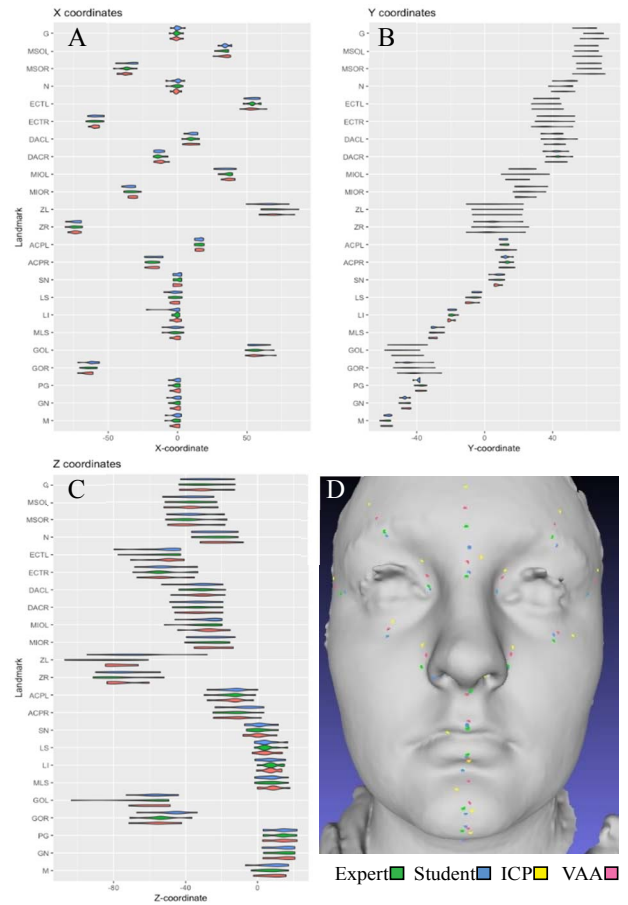 X coordinates
A
Landmark
G
MSOL
MSOR
N
ECTL
ECTR
DACL
DACR
MIOL
MIOR
ZL
ZR
ACPL
ACPR
SN
LS
LI
MLS
GOL
GOR
PG
GN
M
-50
0
50
X-coordinate
Y coordinates
B
G
MSOL
MSOR
N
ECTL
ECTR
DACL
DACR
MIOL
MIOR
ZL
ZR
ACPL
ACPR
SN
LS
LI
MLS
GOL
GOR
PG
GN
M
-40
0
40
Y-coordinate
Z coordinates
C
Landmark
G
MSOL
MSOR
N
ECTL
ECTR
DACL
DACR
MIOL
MIOR
ZL
ZR
ACPL
ACPR
SN
LS
LI
MLS
GOL
GOR
PG
GN
M
-80
-40
0
Z-coordinate
D
Expert Student ICP VAA